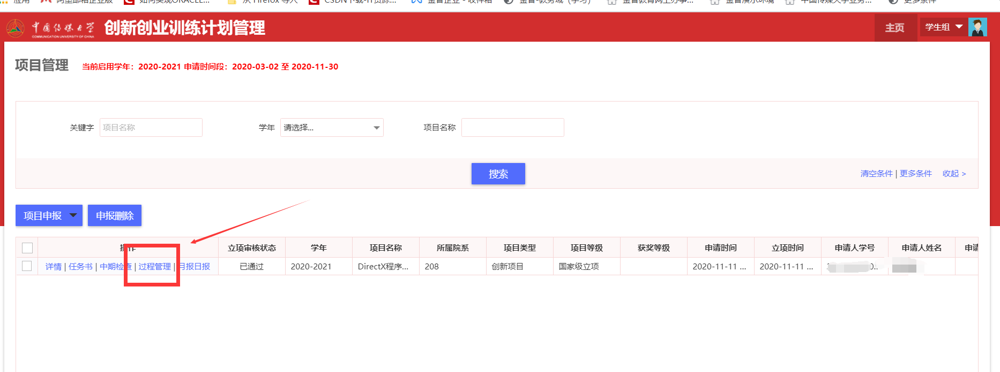 应用 阿里邮箱企业版 如何实现ORACLE... 从 Firefox 导入 CSDN下载-IT资源... 金智企业 - 收件箱 金智-教务域（学习） 金智教育网上办事... 金智演示环境 中国传媒大学业务... 更多条件
中国传媒大学 创新创业训练计划管理 主页 学生组
COMMUNICATION UNIVERSITY OF CHINA
项目管理 当前启用学年：2020-2021 申请时间段：2020-03-02 至 2020-11-30
关键字 项目名称 学年 请选择... 项目名称
搜索 清空条件 | 更多条件 收起 >
项目申报 申报删除
操作 立项审核状态 学年 项目名称 所属院系 项目类型 项目等级 获奖等级 申请时间 立项时间 申请人学号 申请人姓名 申请
详情 | 任务书 | 中期检查 | 过程管理 | 月报日报 已通过 2020-2021 DirectX程序... 208 创新项目 国家级立项 2020-11-11 ... 2020-11-11 ...